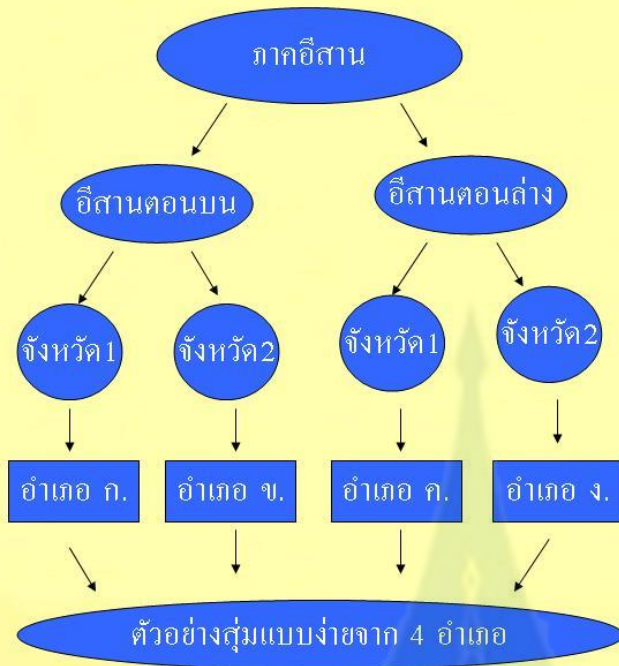 ภาคอีสาน
อีสานตอนบน
อีสานตอนล่าง
จังหวัด1
จังหวัด2
จังหวัด1
จังหวัด2
อำเภอ ก.
อำเภอ ข.
อำเภอ ค.
อำเภอ ง.
ตัวอย่างสุ่มแบบง่ายจาก 4 อำเภอ